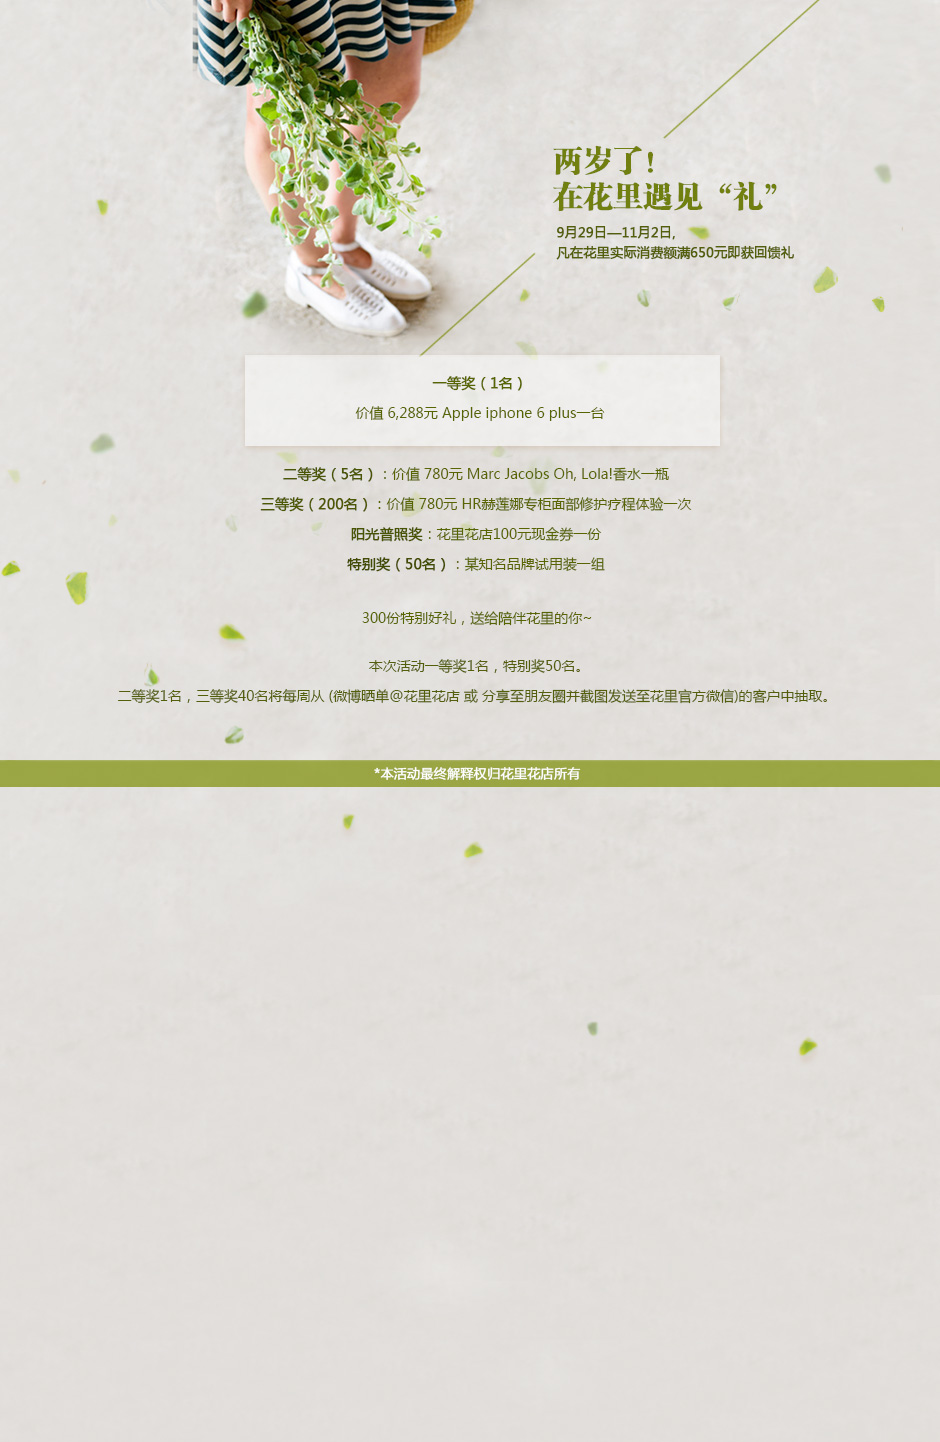 两岁了!
在花里遇见“礼”
9月29日—11月2日,
凡在花里实际消费额满650元即获回馈礼
一等奖（1名）
价值 6,288元 Apple iphone 6 plus一台
二等奖（5名）：价值 780元 Marc Jacobs Oh, Lola!香水一瓶
三等奖（200名）：价值 780元 HR赫莲娜专柜面部修护疗程体验一次
阳光普照奖：花里花店100元现金券一份
特别奖（50名）：某知名品牌试用装一组
300份特别好礼，送给陪伴花里的你~
本次活动一等奖1名，特别奖50名。
二等奖1名，三等奖40名将每周从 (微博晒单@花里花店 或 分享至朋友圈并截图发送至花里官方微信)的客户中抽取。
*本活动最终解释权归花里花店所有